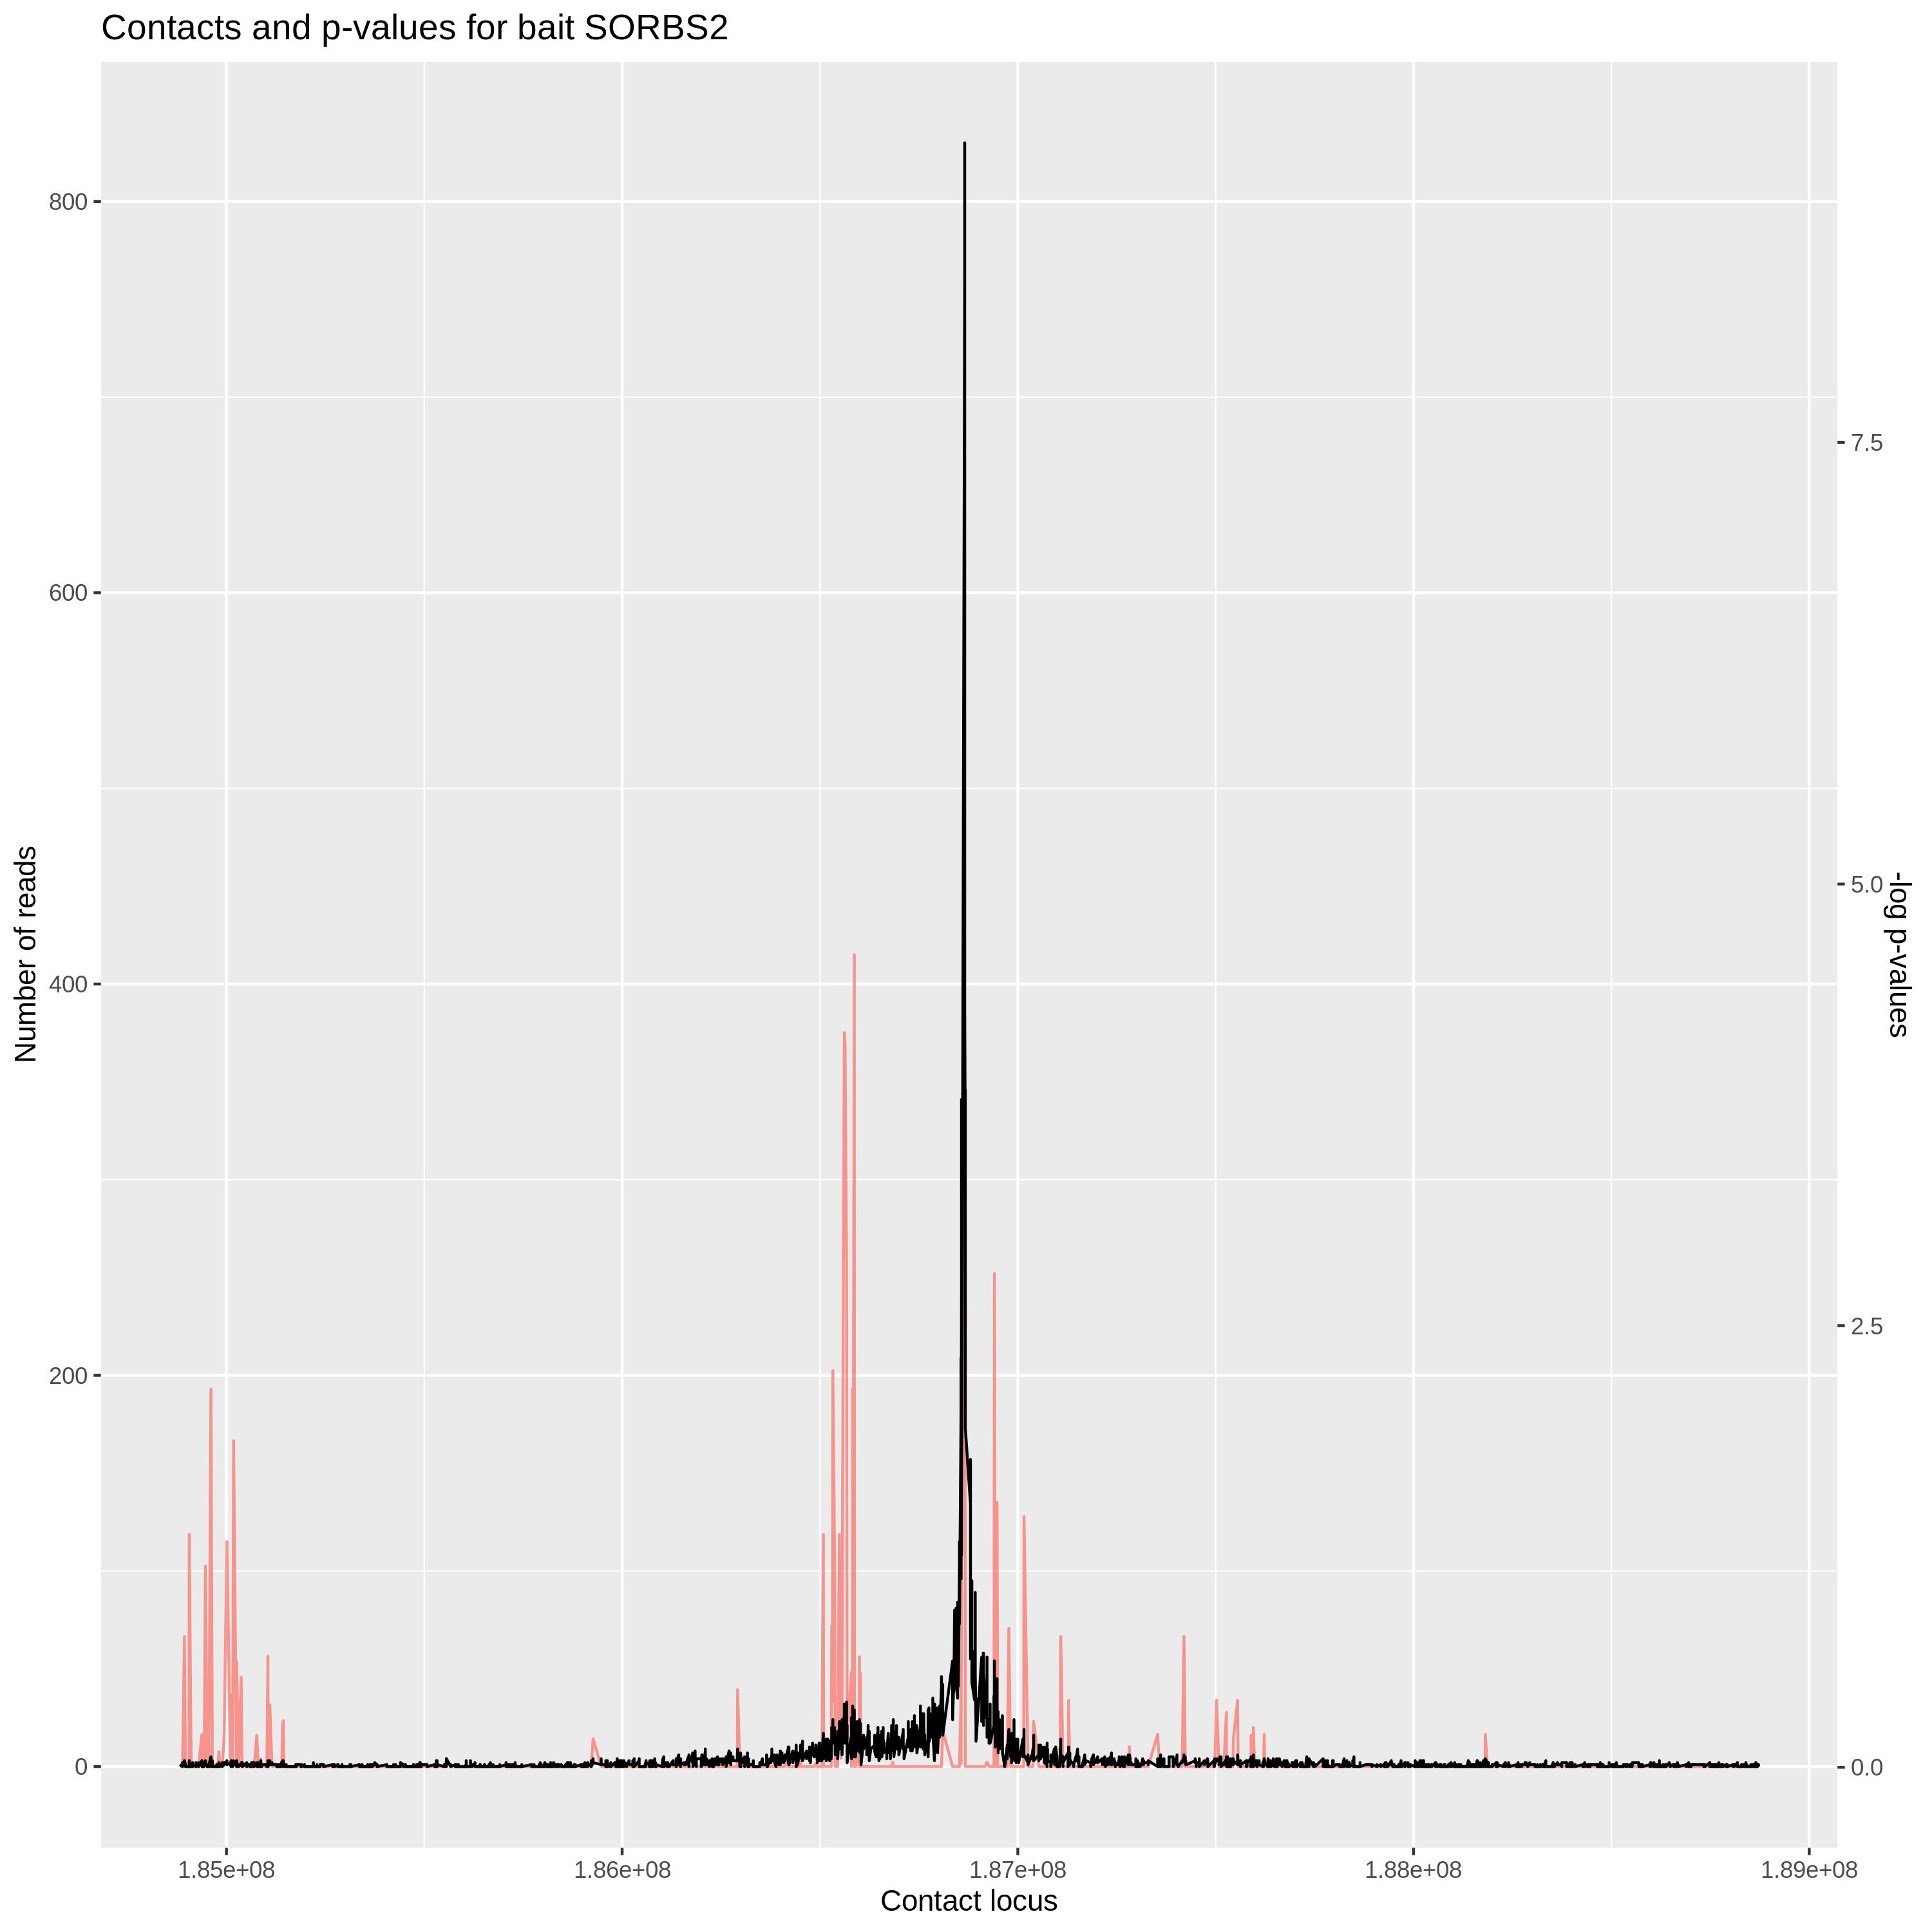 Contacts and p-values for bait SORBS2
800
600
400
200
0
Number of reads
7.5
5.0
2.5
0.0
-log p-values
1.85e+08
1.86e+08
1.87e+08
1.88e+08
1.89e+08
Contact locus